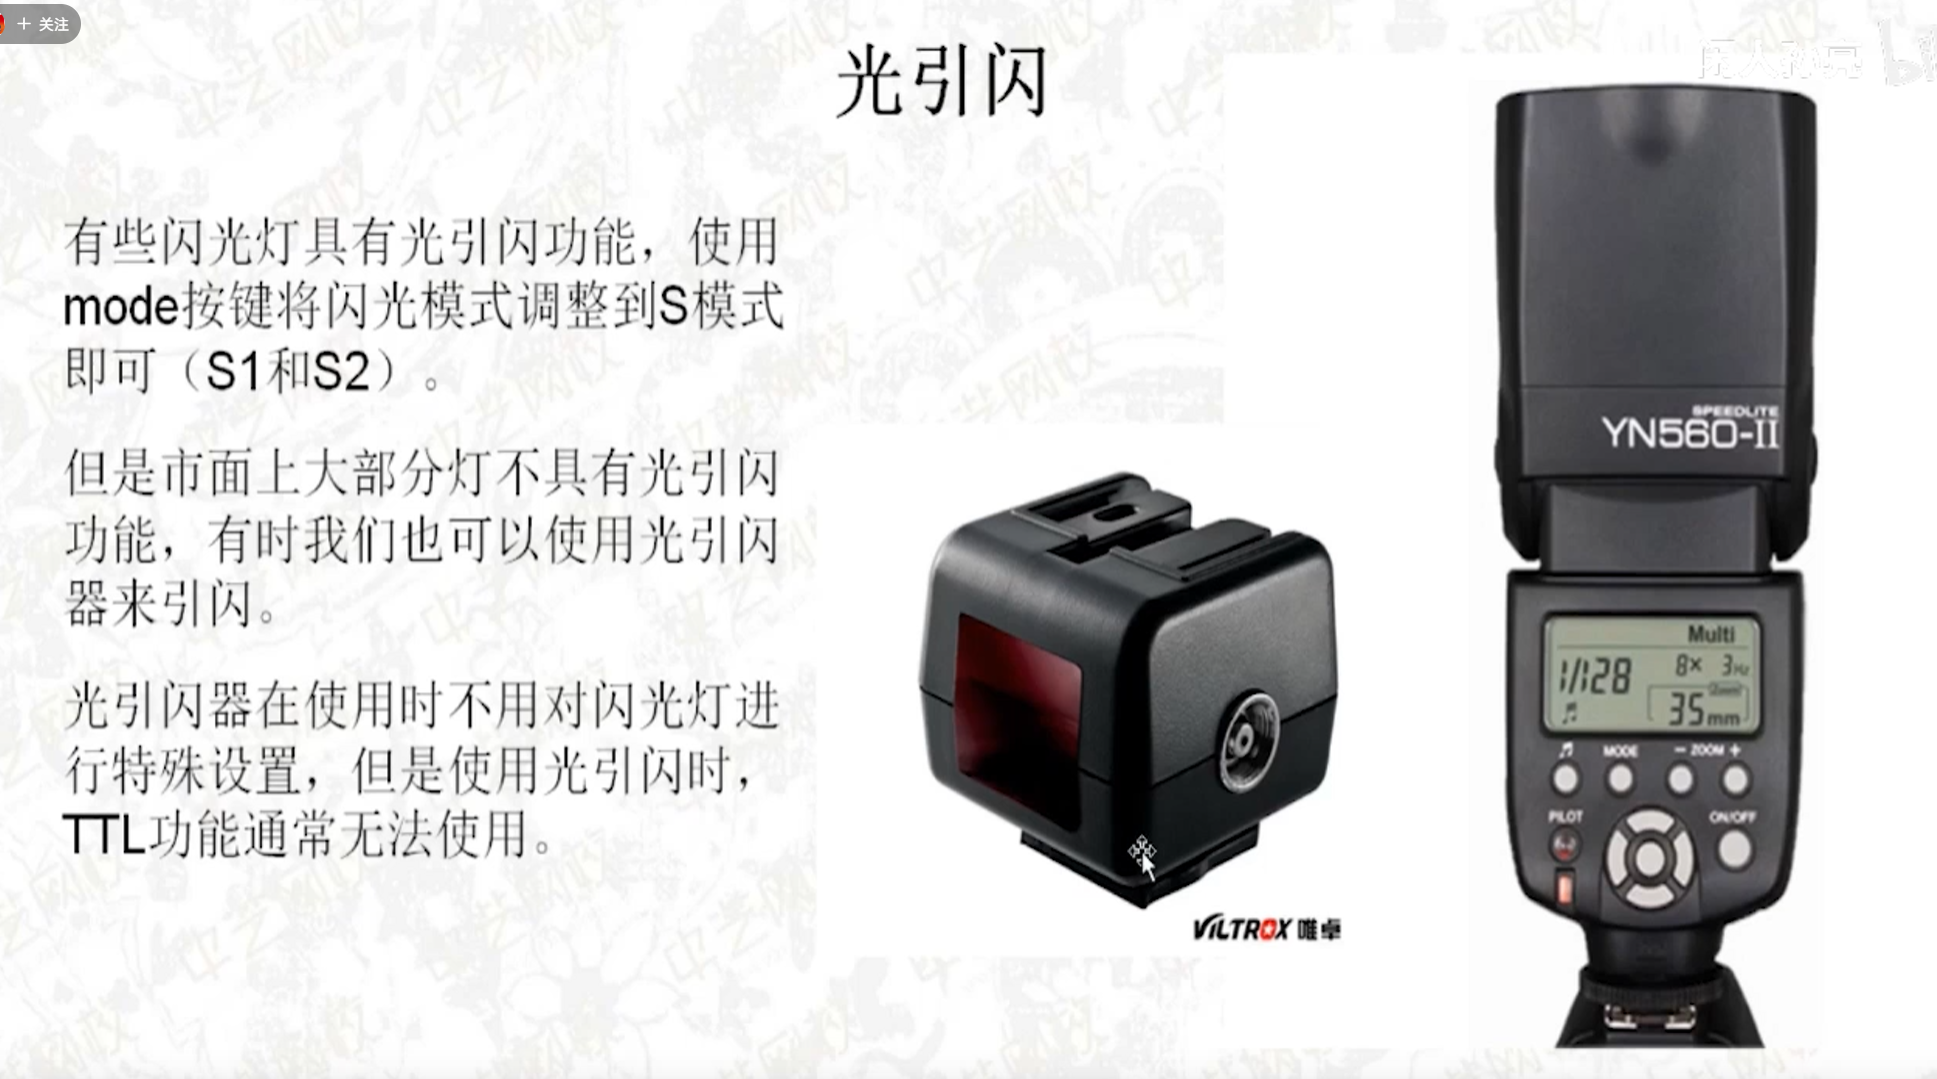 + 关注
光引闪
有些闪光灯具有光引闪功能，使用
mode按键将闪光模式调整到S模式
即可（S1和S2）。
但是市面上大部分灯不具有光引闪
功能，有时我们也可以使用光引闪
器来引闪。
光引闪器在使用时不用对闪光灯进
行特殊设置，但是使用光引闪时，
TTL功能通常无法使用。
VILTROX 唯卓
SPEEDLITE
YN560-II
Multi
1/128 8× 3Hz
Zoom
35mm
MODE - ZOOM +
PILOT ON/OFF